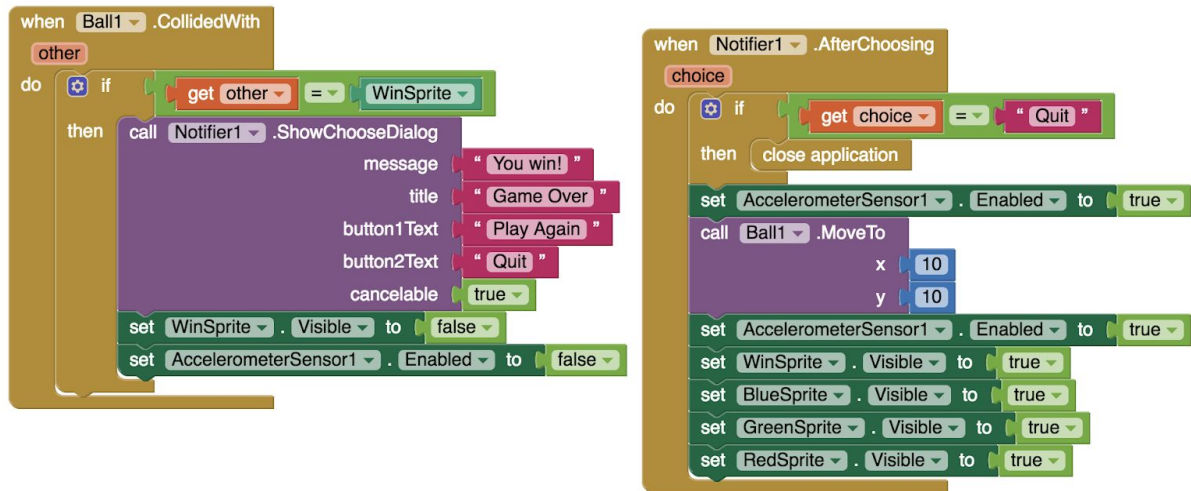 when Ball1 .CollidedWith
other
do if get other = WinSprite
then call Notifier1 .ShowChooseDialog
message " You win! "
title " Game Over "
button1Text " Play Again "
button2Text " Quit "
cancelable true
set WinSprite . Visible to false
set AccelerometerSensor1 . Enabled to false
when Notifier1 .AfterChoosing
choice
do if get choice = " Quit "
then close application
set AccelerometerSensor1 . Enabled to true
call Ball1 .MoveTo
x 10
y 10
set AccelerometerSensor1 . Enabled to true
set WinSprite . Visible to true
set BlueSprite . Visible to true
set GreenSprite . Visible to true
set RedSprite . Visible to true